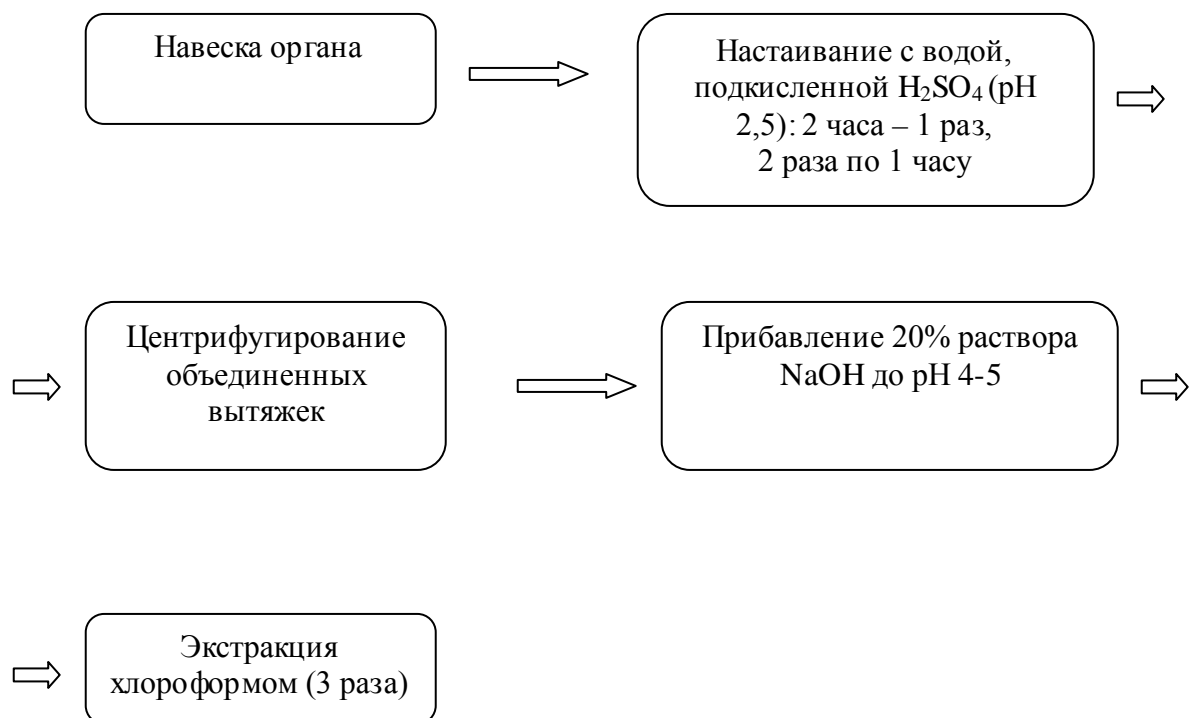 Навеска органа
Настаивание с водой,
подкисленной H₂SO₄ (pH
2,5): 2 часа – 1 раз,
2 раза по 1 часу
Центрифугирование
объединенных
вытяжек
Прибавление 20% раствора
NaOH до pH 4-5
Экстракция
хлороформом (3 раза)